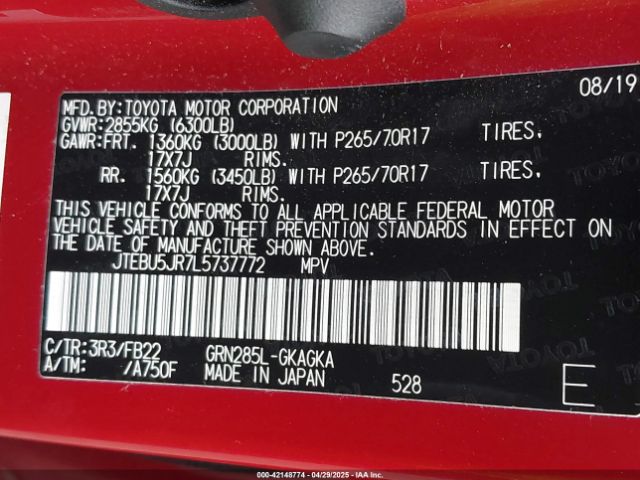 08/19
MFD.BY:TOYOTA MOTOR CORPORATION
GVWR:2855KG (6300LB)
GAWR:FRT. 1360KG (3000LB) WITH P265/70R17 TIRES,
17X7J RIMS.
RR. 1560KG (3450LB) WITH P265/70R17 TIRES,
17X7J RIMS.
THIS VEHICLE CONFORMS TO ALL APPLICABLE FEDERAL MOTOR
VEHICLE SAFETY AND THEFT PREVENTION STANDARDS IN EFFECT ON
THE DATE OF MANUFACTURE SHOWN ABOVE.
JTEBU5JR7L5737772 MPV
C/TR:3R3/FB22 GRN285L-GKAGKA
A/TM: /A750F MADE IN JAPAN 528 E
© 42148774 - 04/29/2025 - IAA, Inc.